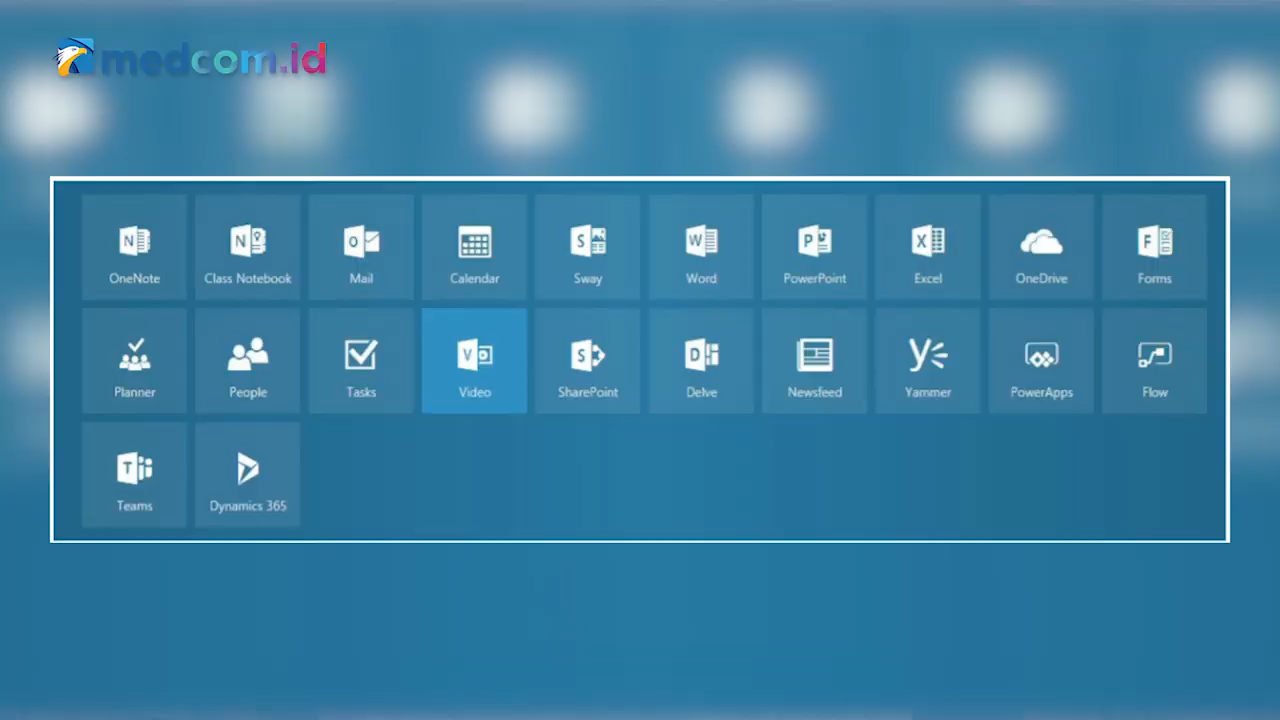 medcom.id
OneNote Class Notebook Mail Calendar Sway Word PowerPoint Excel OneDrive Forms
Planner People Tasks Video SharePoint Delve Newsfeed Yammer PowerApps Flow
Teams Dynamics 365